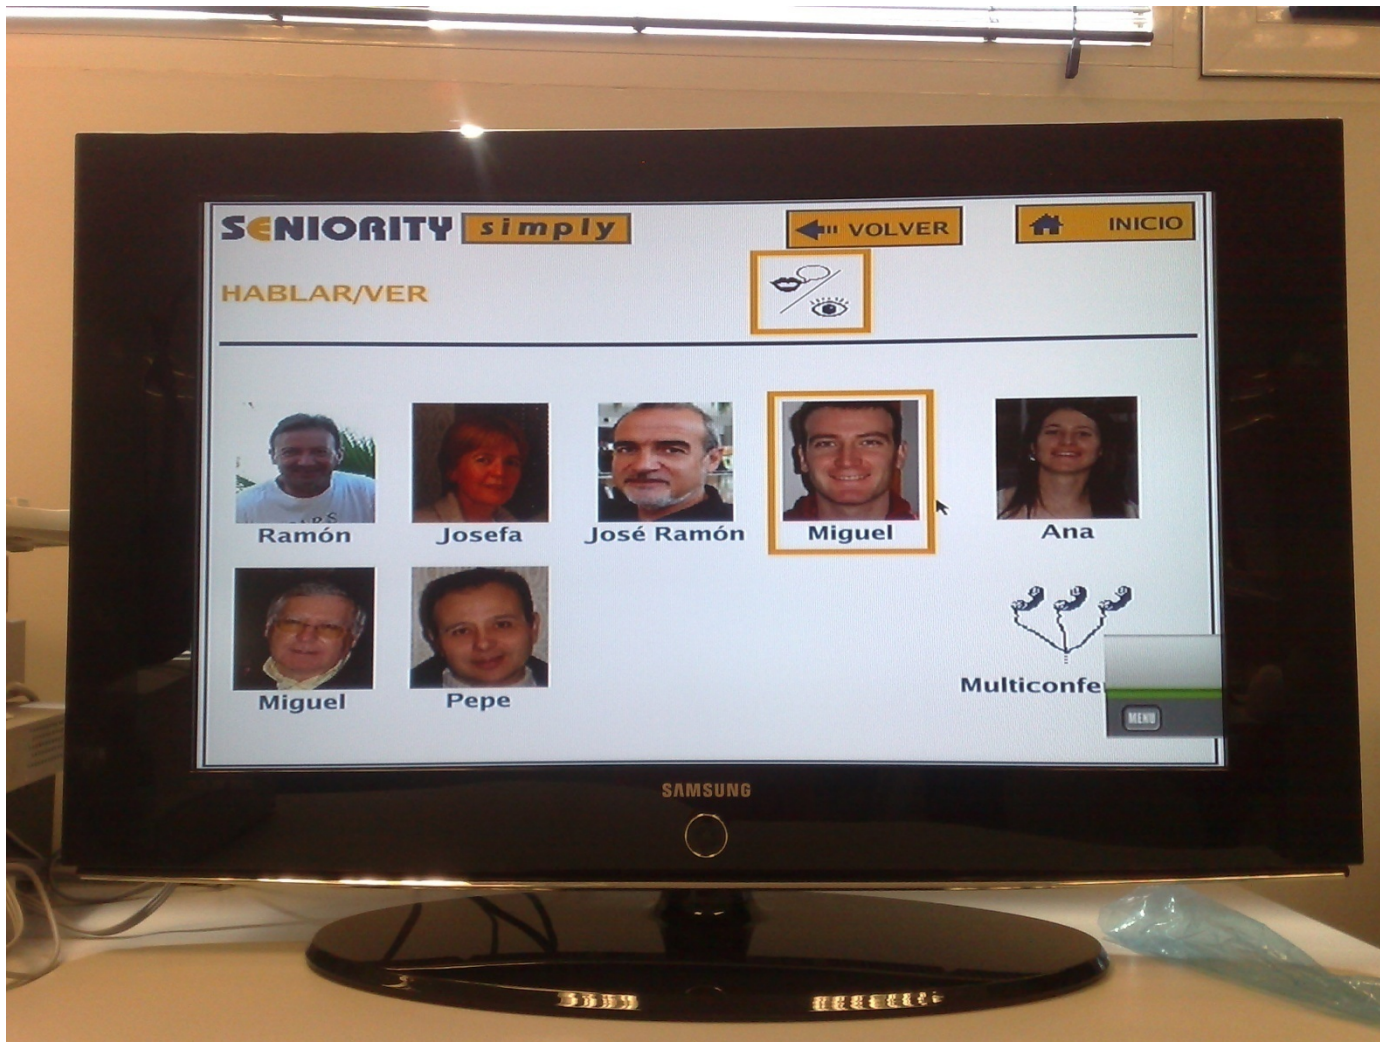 SENIORITY simply
VOLVER
INICIO
HABLAR/VER
Ramón
Josefa
José Ramón
Miguel
Ana
Miguel
Pepe
Multiconfe
MENU
SAMSUNG